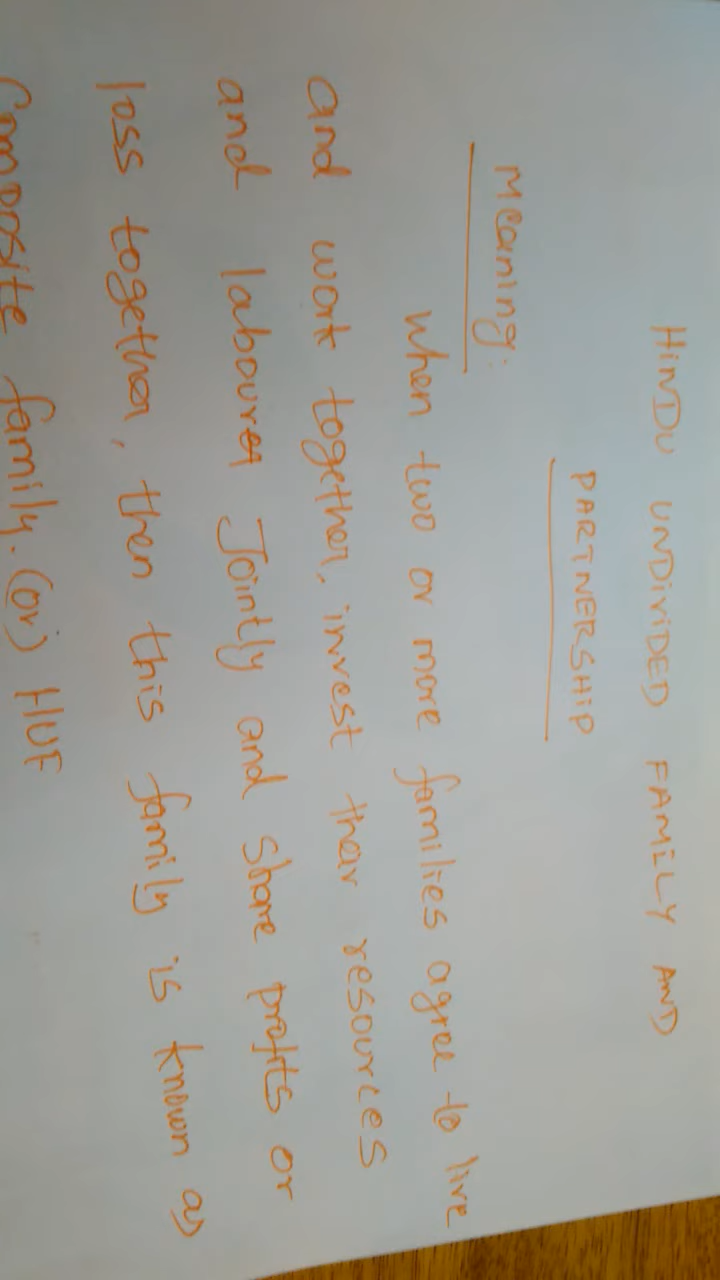 HINDU UNDIVIDED FAMILY AND
PARTNERSHIP
Meaning:
When two or more families agree to live
and work together, invest their resources
and labourer Jointly and share profits or
loss together, then this family is known as
Composite family. (or) HUF